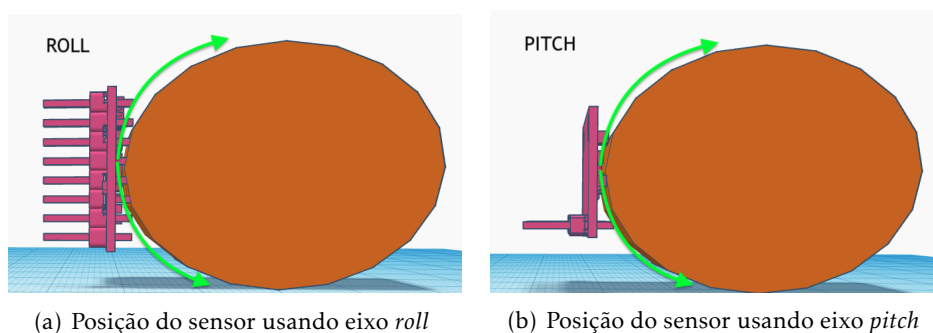 ROLL
PITCH
(a) Posição do sensor usando eixo roll
(b) Posição do sensor usando eixo pitch